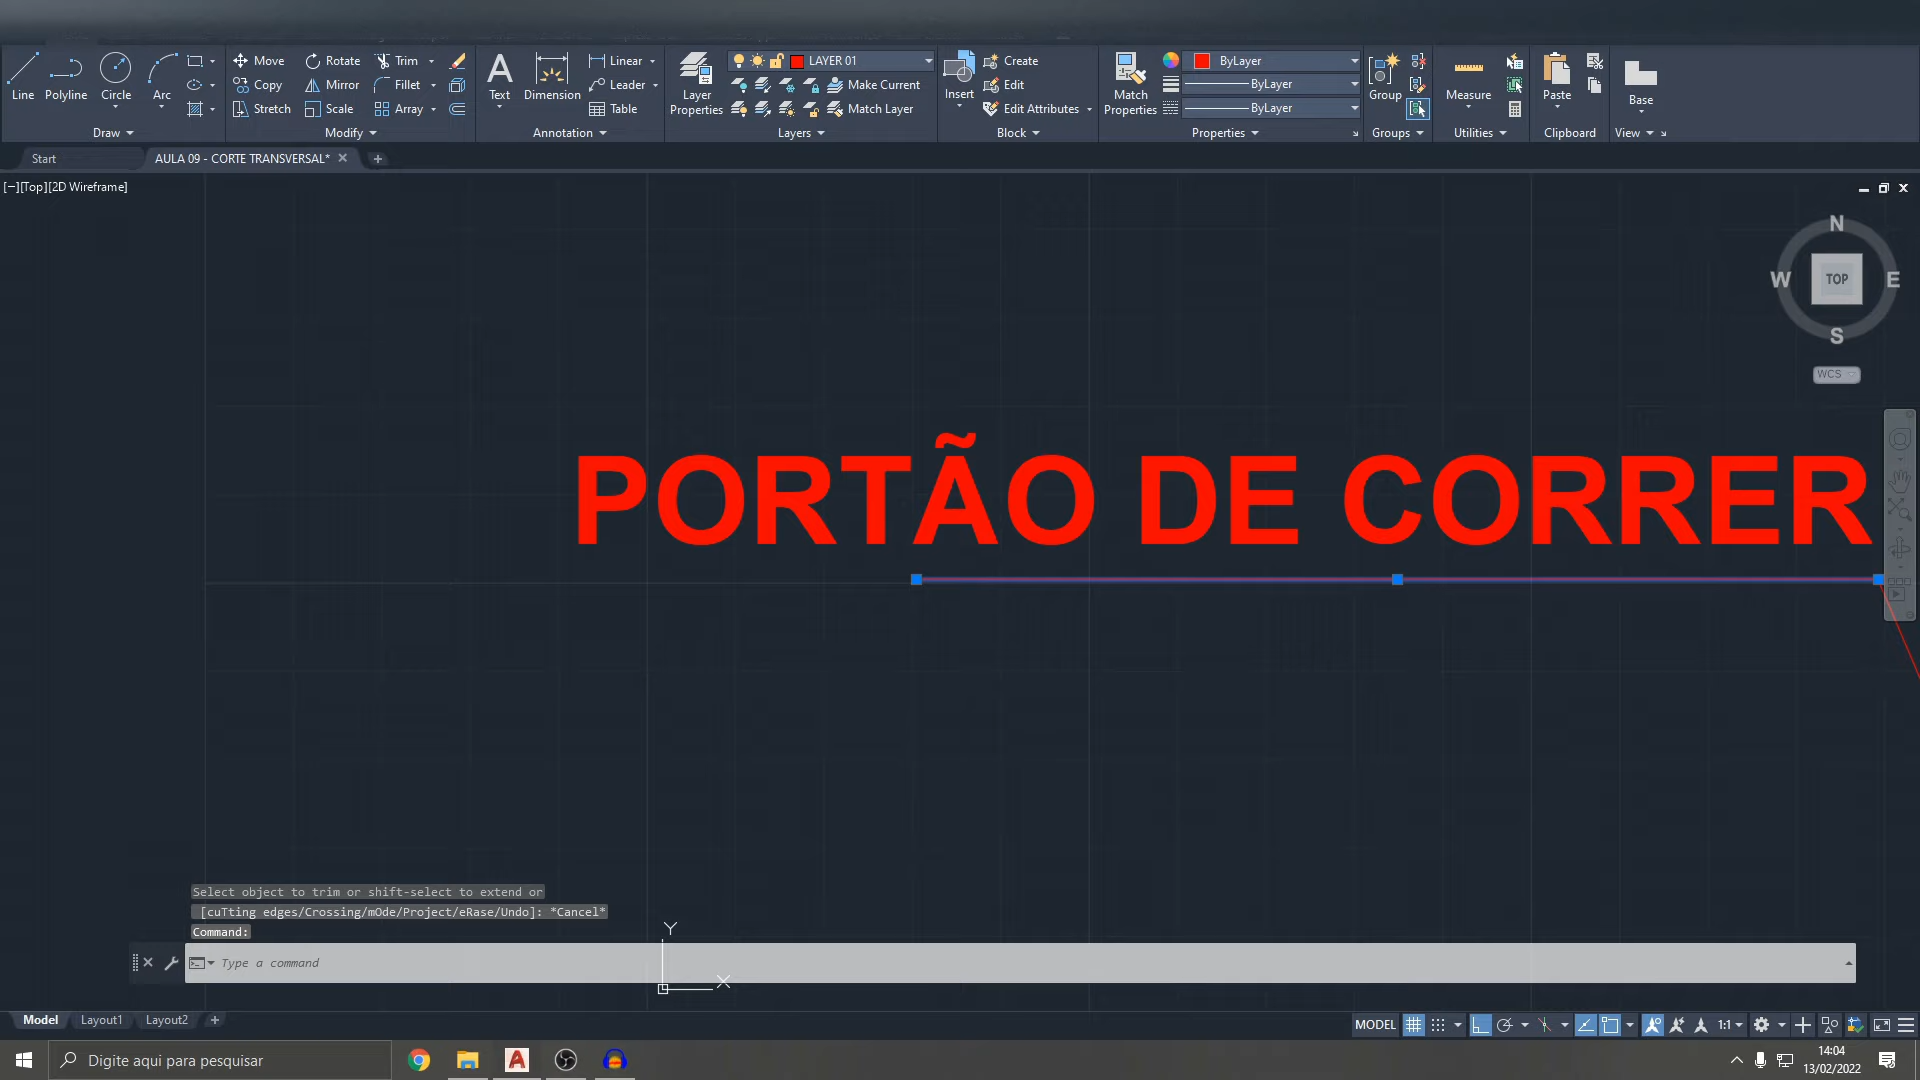 Line
Polyline
Circle
Arc
Draw
Move
Rotate
Trim
Copy
Mirror
Fillet
Stretch
Scale
Array
Modify
Text
Dimension
Linear
Leader
Table
Annotation
Layer
Properties
LAYER 01
Make Current
Match Layer
Layers
Insert
Create
Edit
Edit Attributes
Block
Match
Properties
ByLayer
ByLayer
ByLayer
Properties
Group
Groups
Measure
Utilities
Paste
Clipboard
Base
View
Start
AULA 09 - CORTE TRANSVERSAL*
[−][Top][2D Wireframe]
N
W
TOP
E
S
WCS
PORTÃO DE CORRER
Select object to trim or shift-select to extend or
[cuTting edges/Crossing/mOde/Project/eRase/Undo]: *Cancel*
Command:
Type a command
Y
X
Model
Layout1
Layout2
MODEL
1:1
Digite aqui para pesquisar
14:04
13/02/2022